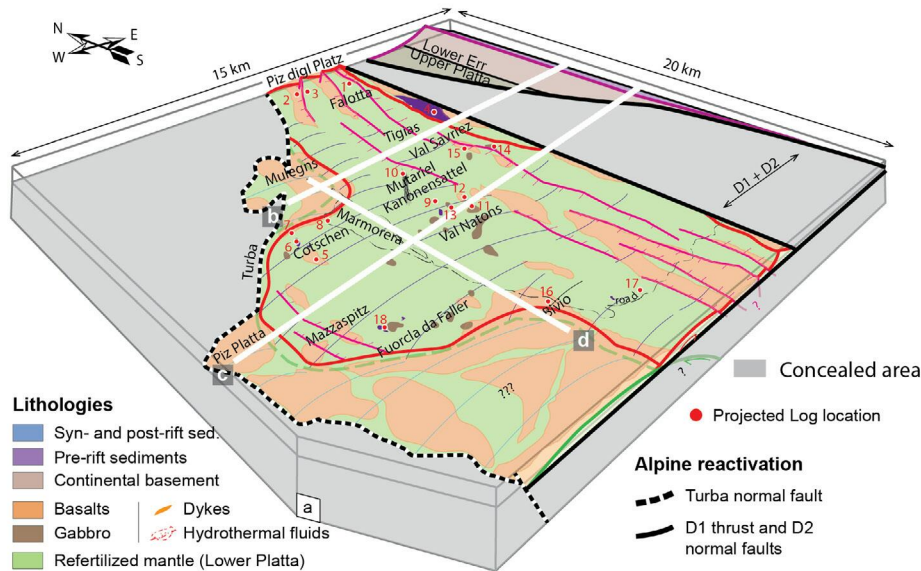 N
E
W
S
15 km
20 km
Piz digl Platz
Lower Err
Upper Platta
1
2
3
Falotta
Tigias
Val Savriez
14
15
10
Mutariel
Kanonensattel
12
9
13
11
Val Natons
D1 + D2
Mulegns
b
Marmorera
7
8
6
Cotschen
5
Turba
16
Bivio
17
road
?
18
Mazzaspitz
Fuorcla da Faller
Piz Platta
c
d
???
?
a
Concealed area
Projected Log location
Lithologies
Syn- and post-rift sed.
Pre-rift sediments
Continental basement
Basalts
Dykes
Gabbro
Hydrothermal fluids
Refertilized mantle (Lower Platta)
Alpine reactivation
Turba normal fault
D1 thrust and D2
normal faults